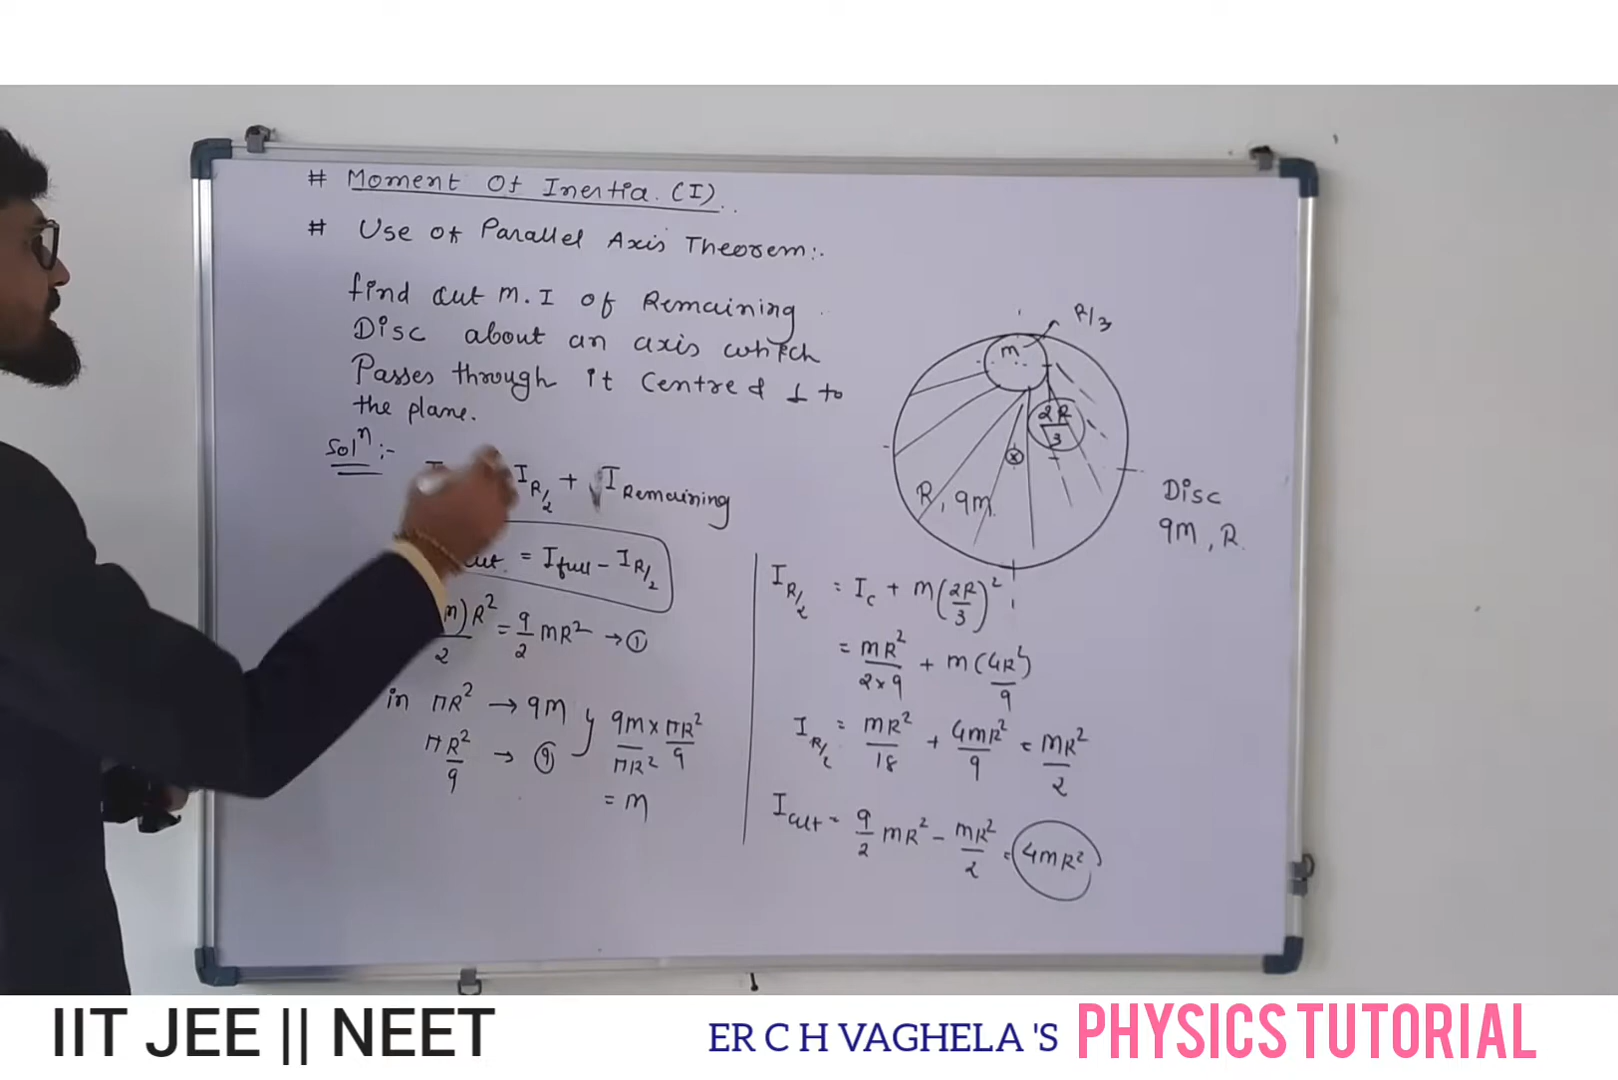 # Moment Of Inertia (I)
# Use of Parallel Axis Theorem:-
find out M.I of Remaining
Disc about an axis which
Passes through it Centre & ⊥ to
the plane.
Solⁿ :-
I_R/2 + I_Remaining
cut = I_full - I_R/2
m)R²/2 = 9/2 mR² → ①
in πR² → 9m
πR²/9 → ⑨
9m/πR² × πR²/9
= m
R/3
m
2R/3
R, 9m
Disc
9m, R
I_R/2 = I_c + m(2R/3)²
= mR²/2×9 + m(4R²/9)
I_R/2 = mR²/18 + 4mR²/9 = mR²/2
I_cut = 9/2 mR² - mR²/2 = 4mR²
IIT JEE || NEET
ER C H VAGHELA 'S PHYSICS TUTORIAL